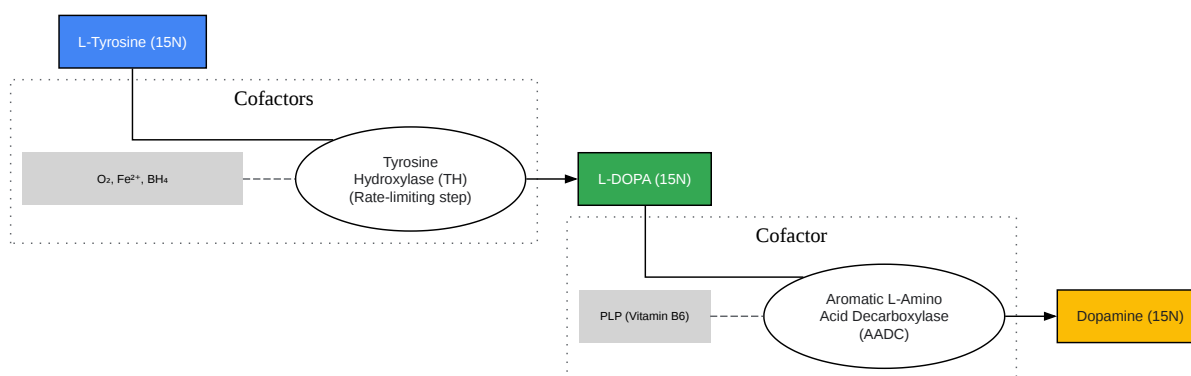 L-Tyrosine (15N)
Cofactors
O₂, Fe²⁺, BH₄
Tyrosine
Hydroxylase (TH)
(Rate-limiting step)
L-DOPA (15N)
Cofactor
PLP (Vitamin B6)
Aromatic L-Amino
Acid Decarboxylase
(AADC)
Dopamine (15N)